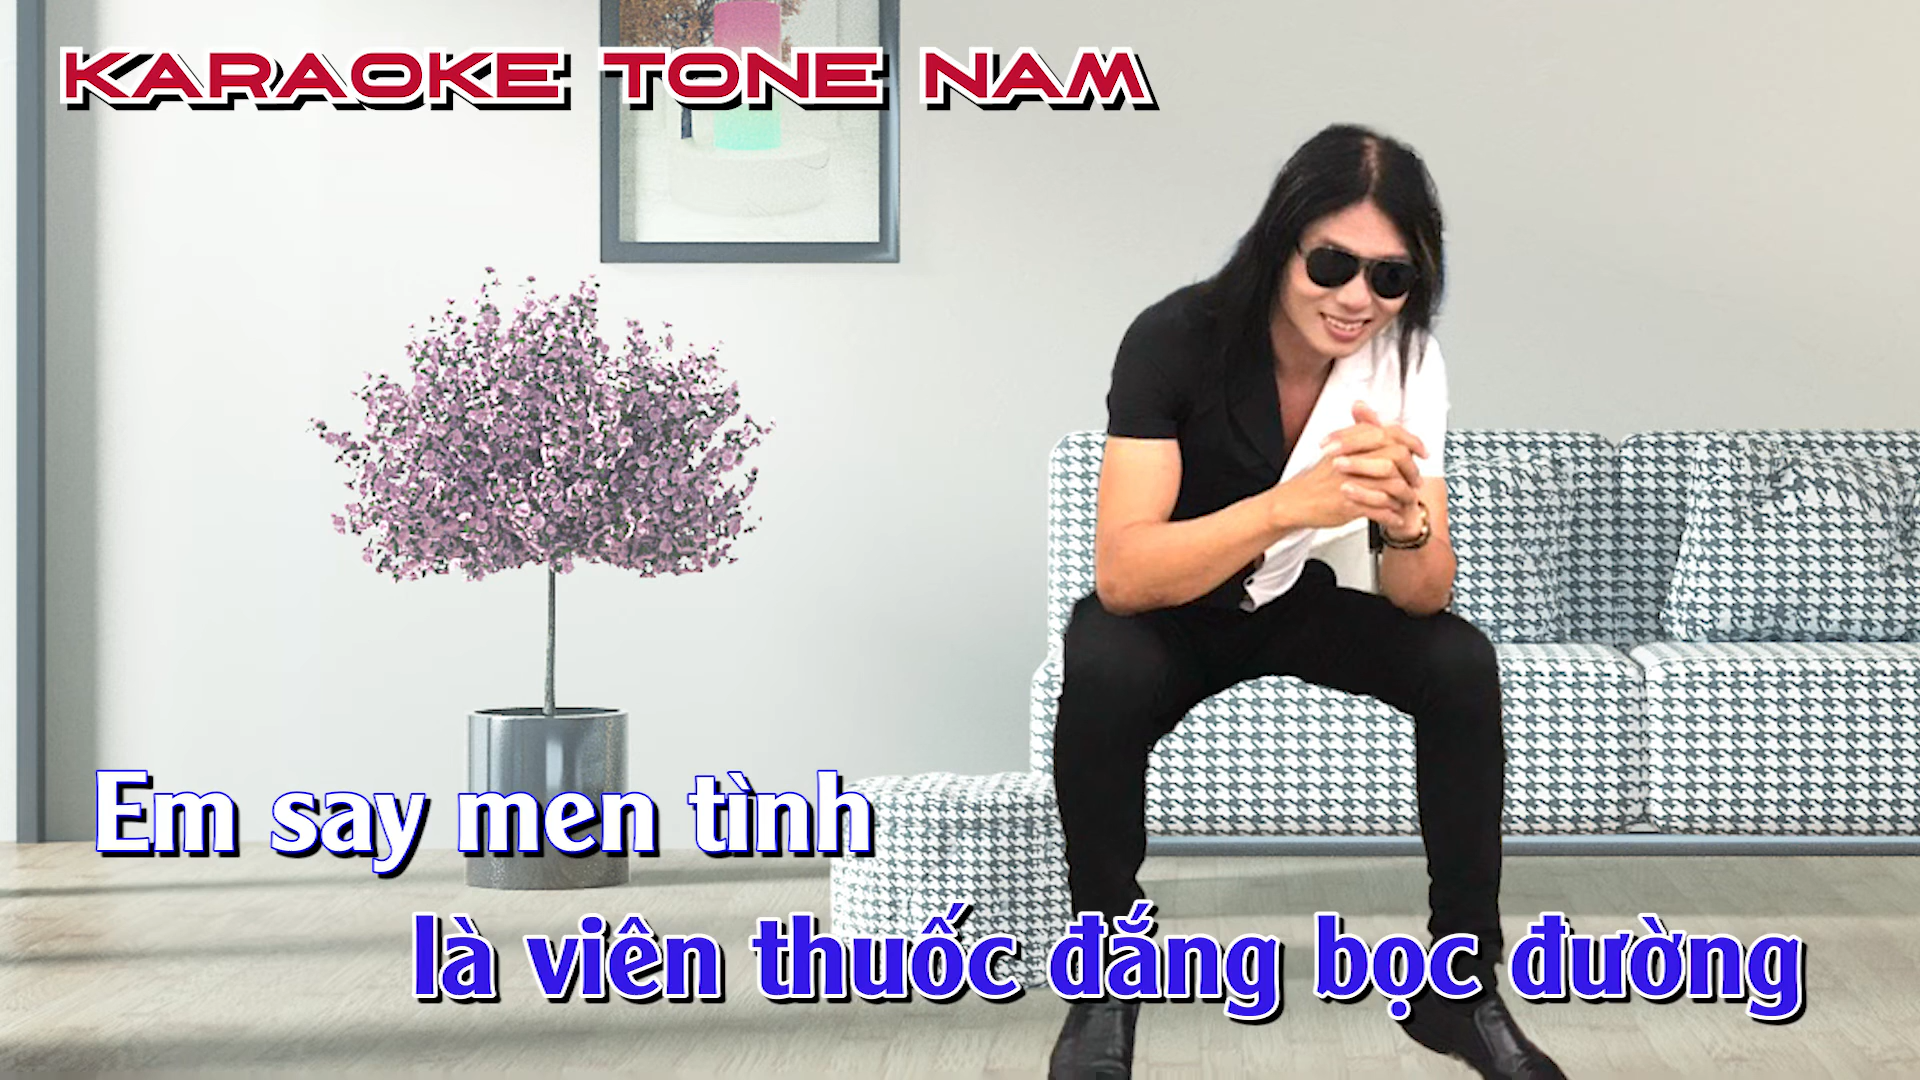 KARAOKE TONE NAM
Em say men tình
là viên thuốc đắng bọc đường